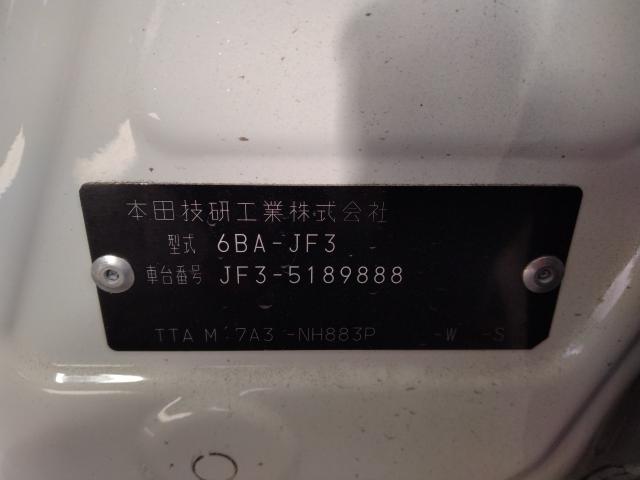 本田技研工業株式会社
型式 6BA-JF3
車台番号 JF3-5189888
TTA M 7A3 -NH883P -W -S